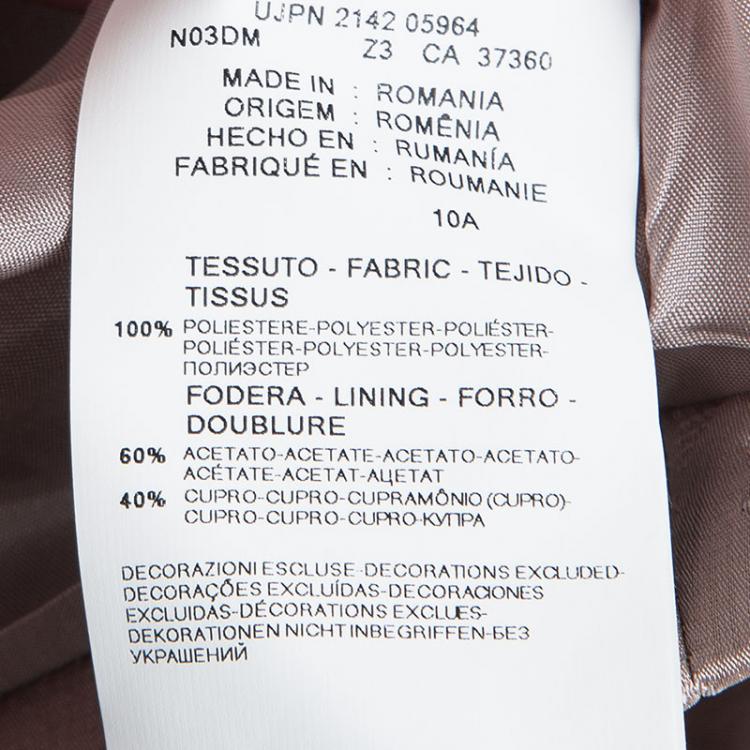 UJPN 2142 05964
N03DM Z3 CA 37360
MADE IN : ROMANIA
ORIGEM : ROMÊNIA
HECHO EN : RUMANÍA
FABRIQUÉ EN : ROUMANIE
10A
TESSUTO - FABRIC - TEJIDO -
TISSUS
100% POLIESTERE-POLYESTER-POLIÉSTER-
POLIÉSTER-POLYESTER-POLYESTER-
ПОЛИЭСТЕР
FODERA - LINING - FORRO -
DOUBLURE
60% ACETATO-ACETATE-ACETATO-ACETATO-
ACÉTATE-ACETAT-АЦЕТАТ
40% CUPRO-CUPRO-CUPRAMÔNIO (CUPRO)-
CUPRO-CUPRO-CUPRO-КУПРА
DECORAZIONI ESCLUSE-DECORATIONS EXCLUDED-
DECORAÇÕES EXCLUÍDAS-DECORACIONES
EXCLUIDAS-DÉCORATIONS EXCLUES-
DEKORATIONEN NICHT INBEGRIFFEN-БЕЗ
УКРАШЕНИЙ